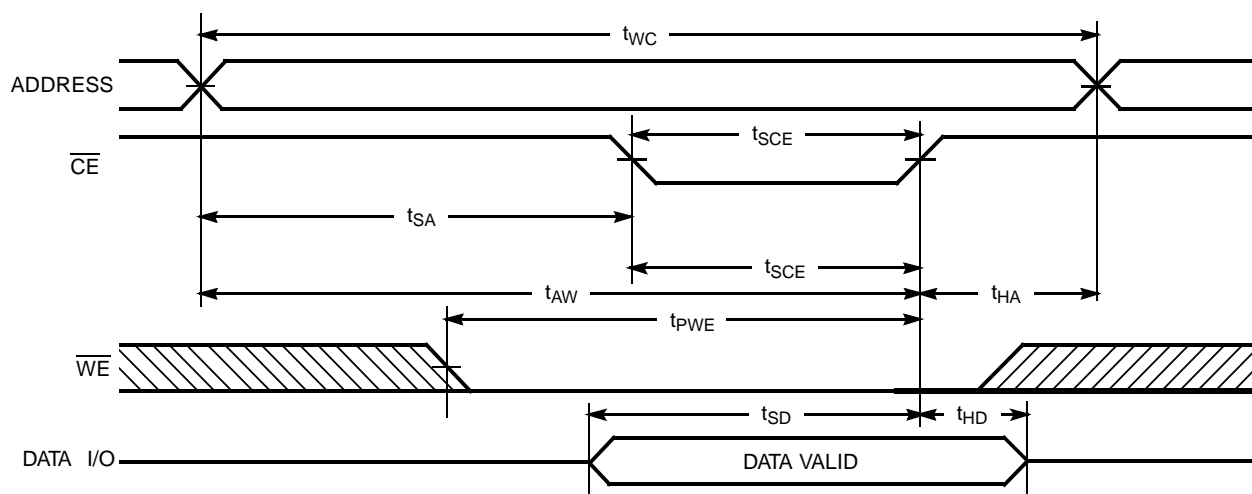 tWC
ADDRESS
CE
tSCE
tSA
tSCE
tAW
tHA
tPWE
WE
tSD
tHD
DATA I/O
DATA VALID